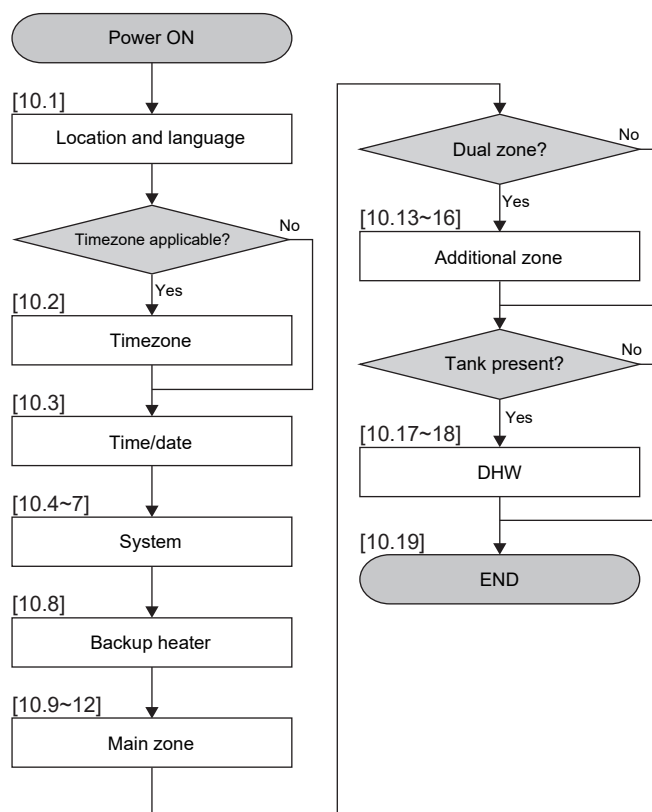 Power ON
[10.1]
Location and language
Timezone applicable?
No
Yes
[10.2]
Timezone
[10.3]
Time/date
[10.4~7]
System
[10.8]
Backup heater
[10.9~12]
Main zone
Dual zone?
No
Yes
[10.13~16]
Additional zone
Tank present?
No
Yes
[10.17~18]
DHW
[10.19]
END